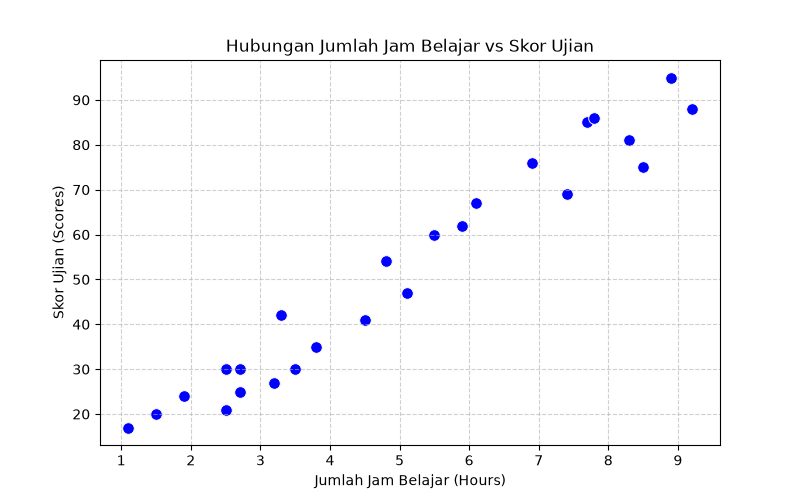 Hubungan Jumlah Jam Belajar vs Skor Ujian
90
80
70
60
50
40
30
20
Skor Ujian (Scores)
1 2 3 4 5 6 7 8 9
Jumlah Jam Belajar (Hours)